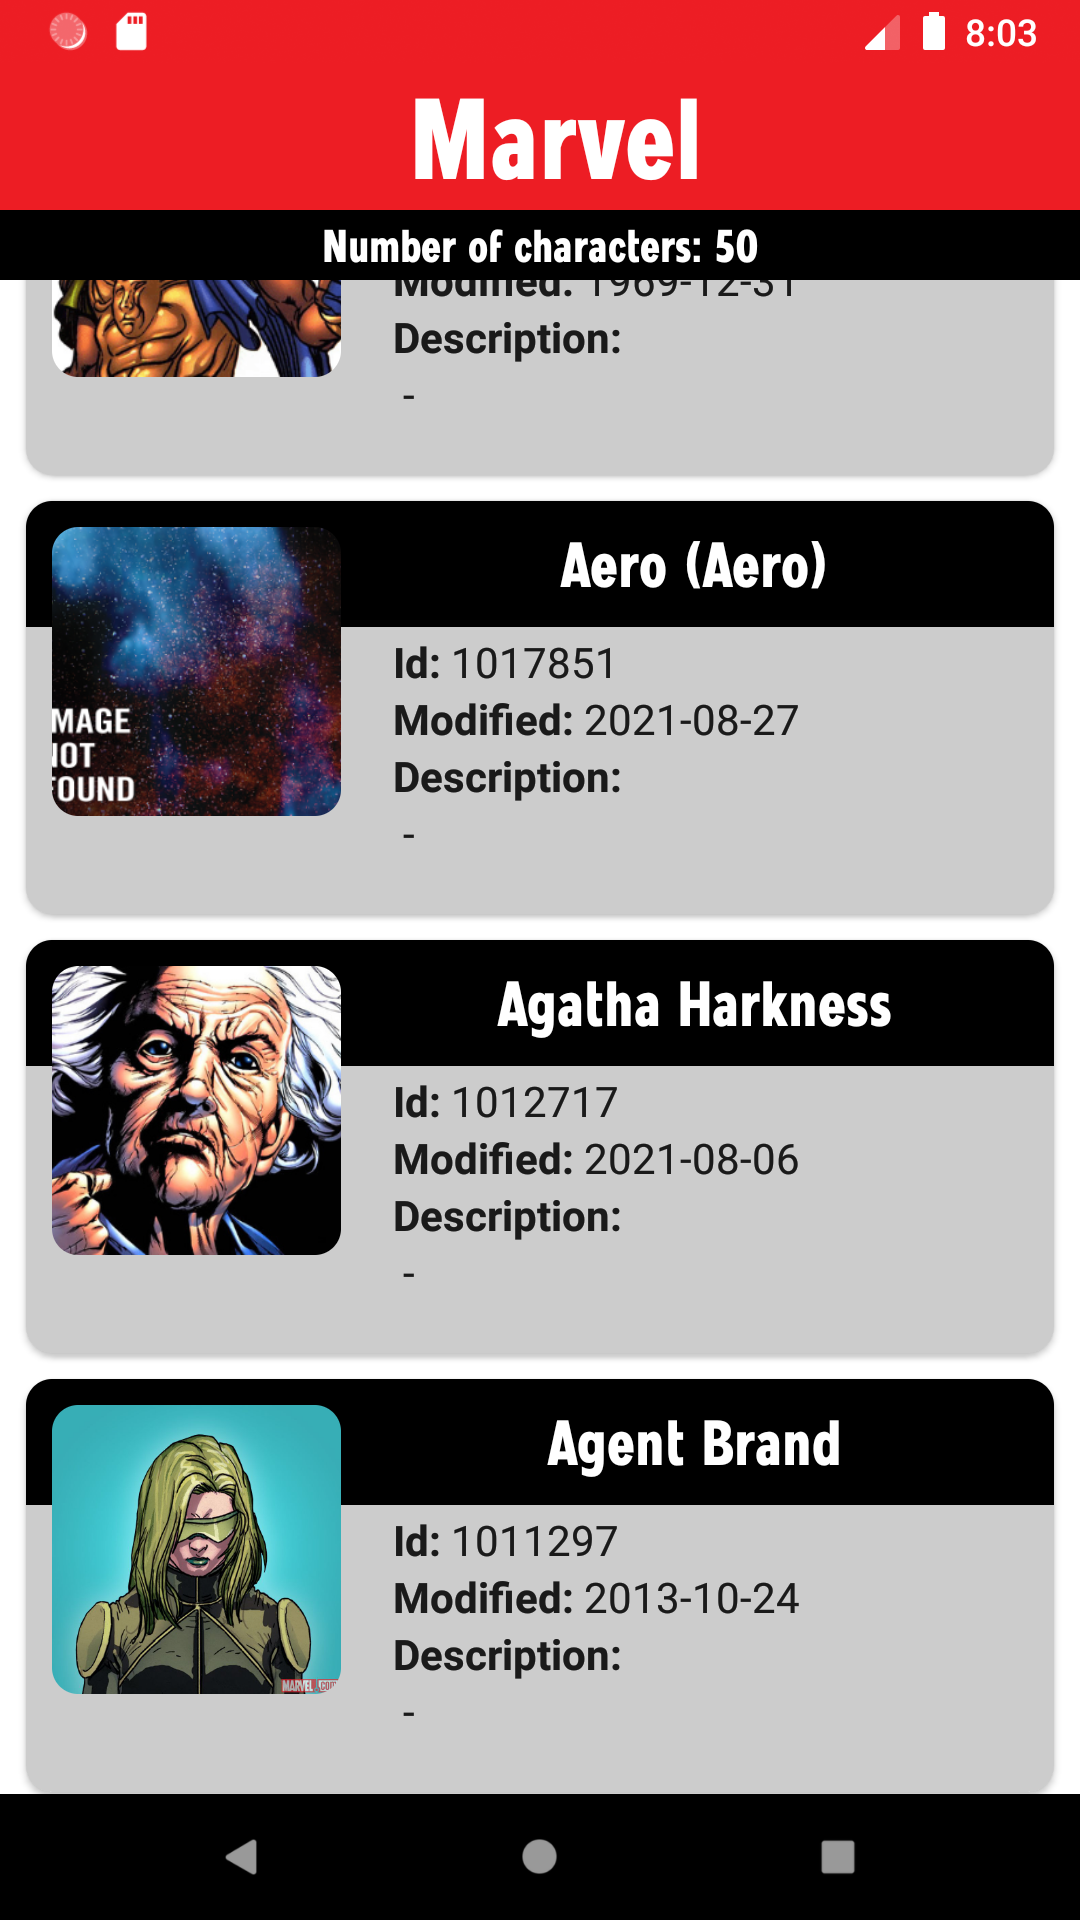 8:03
Marvel
Number of characters: 50
Modified: 1969-12-31
Description:
-
Aero (Aero)
MAGE
NOT
FOUND
Id: 1017851
Modified: 2021-08-27
Description:
-
Agatha Harkness
Id: 1012717
Modified: 2021-08-06
Description:
-
Agent Brand
Id: 1011297
Modified: 2013-10-24
Description:
-
MARVEL.COM